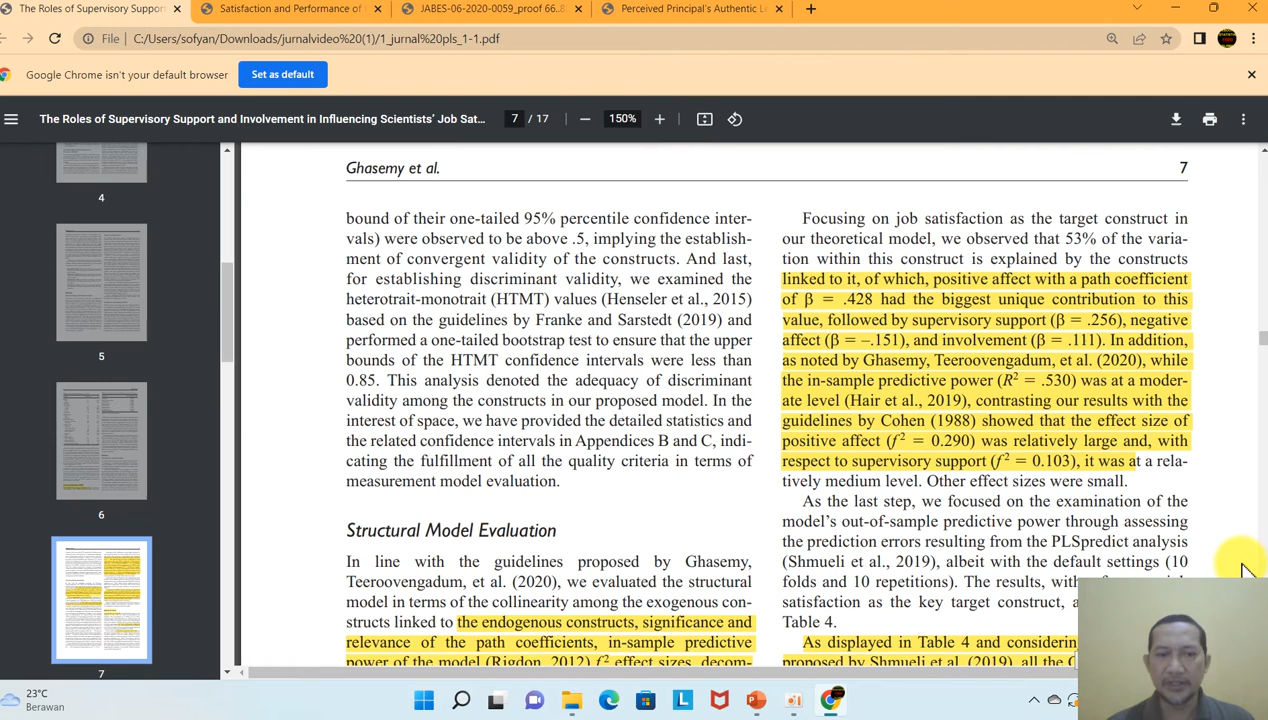 The Roles of Supervisory Suppor
Satisfaction and Performance of
JABES-06-2020-0059_proof 66..8
Perceived Principal's Authentic L
File
C:/Users/sofyan/Downloads/jurnalvideo%20(1)/1_jurnal%20pls_1-1.pdf
Google Chrome isn't your default browser
Set as default
The Roles of Supervisory Support and Involvement in Influencing Scientists' Job Sat...
7 / 17
150%
4
5
6
7
Ghasemy et al.
7
bound of their one-tailed 95% percentile confidence inter-
vals) were observed to be above .5, implying the establish-
ment of convergent validity of the constructs. And last,
for establishing discriminant validity, we examined the
heterotrait-monotrait (HTMT) values (Henseler et al., 2015)
based on the guidelines by Franke and Sarstedt (2019) and
performed a one-tailed bootstrap test to ensure that the upper
bounds of the HTMT confidence intervals were less than
0.85. This analysis denoted the adequacy of discriminant
validity among the constructs in our proposed model. In the
interest of space, we have provided the detailed statistics and
the related confidence intervals in Appendices B and C, indi-
cating the fulfillment of all the quality criteria in terms of
measurement model evaluation.
Structural Model Evaluation
In line with the guidelines proposed by Ghasemy,
Teeroovengadum, et al. (2020), we evaluated the structural
model in terms of the collinearity among the exogenous con-
structs linked to the endogenous constructs, significance and
relevance of the path coefficients, in-sample predictive
power of the model (Rigdon, 2012) f² effect sizes, decom-
Focusing on job satisfaction as the target construct in
our theoretical model, we observed that 53% of the varia-
tion within this construct is explained by the constructs
linked to it, of which, positive affect with a path coefficient
of β = .428 had the biggest unique contribution to this
value, followed by supervisory support (β = .256), negative
affect (β = –.151), and involvement (β = .111). In addition,
as noted by Ghasemy, Teeroovengadum, et al. (2020), while
the in-sample predictive power (R² = .530) was at a moder-
ate level (Hair et al., 2019), contrasting our results with the
guidelines by Cohen (1988) showed that the effect size of
positive affect (f² = 0.290) was relatively large and, with
respect to supervisory support (f² = 0.103), it was at a rela-
tively medium level. Other effect sizes were small.
As the last step, we focused on the examination of the
model's out-of-sample predictive power through assessing
the prediction errors resulting from the PLSpredict analysis
(Shmueli et al., 2019), albeit with the default settings (10
folds and 10 repetitions). The results, with
satisfaction as the key target construct, a
Table 4.
As displayed in Table 4 and considerin
proposed by Shmueli et al. (2019), all the
23°C
Berawan